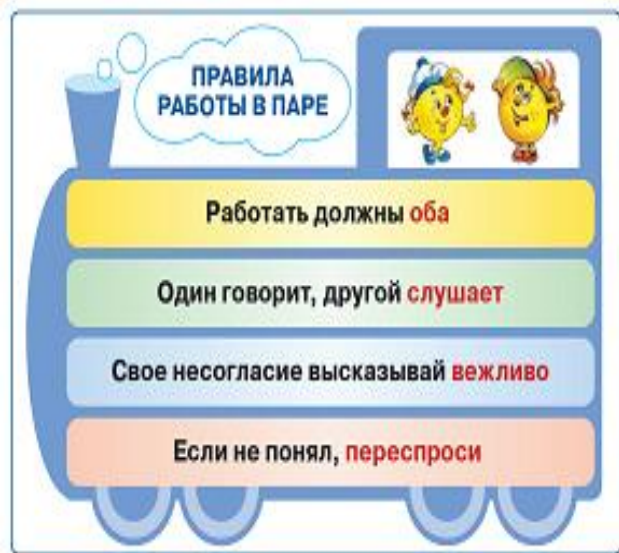 ПРАВИЛА
РАБОТЫ В ПАРЕ
Работать должны оба
Один говорит, другой слушает
Свое несогласие высказывай вежливо
Если не понял, переспроси